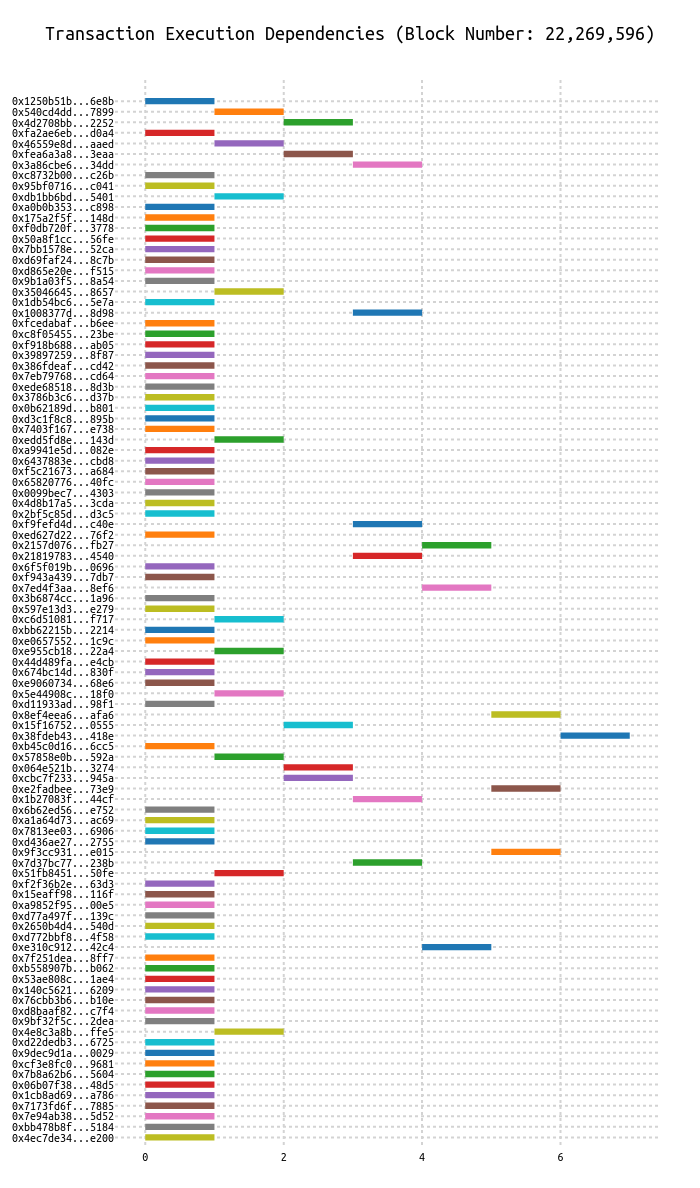 Transaction Execution Dependencies (Block Number: 22,269,596)
0x1250b51b...6e8b
0x540cd4dd...7899
0x4d2708bb...2252
0xfa2ae6eb...d0a4
0x46559e8d...aaed
0xfea6a3a8...3eaa
0x3a86cbe6...34dd
0xc8732b00...c26b
0x95bf0716...c041
0xdb1bb6bd...5401
0xa0b0b353...c898
0x175a2f5f...148d
0xf0db720f...3778
0x50a8f1cc...56fe
0x7bb1578e...52ca
0xd69faf24...8c7b
0xd865e20e...f515
0x9b1a03f5...8a54
0x35046645...8657
0x1db54bc6...5e7a
0x1008377d...8d98
0xfcedabaf...b6ee
0xc8f05455...23be
0xf918b688...ab05
0x39897259...8f87
0x386fdeaf...cd42
0x7eb79768...cd64
0xede68518...8d3b
0x3786b3c6...d37b
0x0b62189d...b801
0xd3c1f8c8...895b
0x7403f167...e738
0xedd5fd8e...143d
0xa9941e5d...082e
0x6437883e...cbd8
0xf5c21673...a684
0x65820776...40fc
0x0099bec7...4303
0x4d8b17a5...3cda
0x2bf5c85d...d3c5
0xf9fefd4d...c40e
0xed627d22...76f2
0x2157d076...fb27
0x21819783...4540
0x6f5f019b...0696
0xf943a439...7db7
0x7ed4f3aa...8ef6
0x3b6874cc...1a96
0x597e13d3...e279
0xc6d51081...f717
0xbb62215b...2214
0xe0657552...1c9c
0xe955cb18...22a4
0x44d489fa...e4cb
0x674bc14d...830f
0xe9060734...68e6
0x5e44908c...18f0
0xd11933ad...98f1
0x8ef4eea6...afa6
0x15f16752...0555
0x38fdeb43...418e
0xb45c0d16...6cc5
0x57858e0b...592a
0x064e521b...3274
0xcbc7f233...945a
0xe2fadbee...73e9
0x1b27083f...44cf
0x6b62ed56...e752
0xa1a64d73...ac69
0x7813ee03...6906
0xd436ae27...2755
0x9f3cc931...e015
0x7d37bc77...238b
0x51fb8451...50fe
0xf2f36b2e...63d3
0x15eaff98...116f
0xa9852f95...00e5
0xd77a497f...139c
0x2650b4d4...540d
0xd772bbf8...4f58
0xe310c912...42c4
0x7f251dea...8ff7
0xb558907b...b062
0x53ae808c...1ae4
0x140c5621...6209
0x76cbb3b6...b10e
0xd8baaf82...c7f4
0x9bf32f5c...2dea
0x4e8c3a8b...ffe5
0xd22dedb3...6725
0x9dec9d1a...0029
0xcf3e8fc0...9681
0x7b8a62b6...5604
0x06b07f38...48d5
0x1cb8ad69...a786
0x7173fd6f...7885
0x7e94ab38...5d52
0xbb478b8f...5184
0x4ec7de34...e200
0 2 4 6